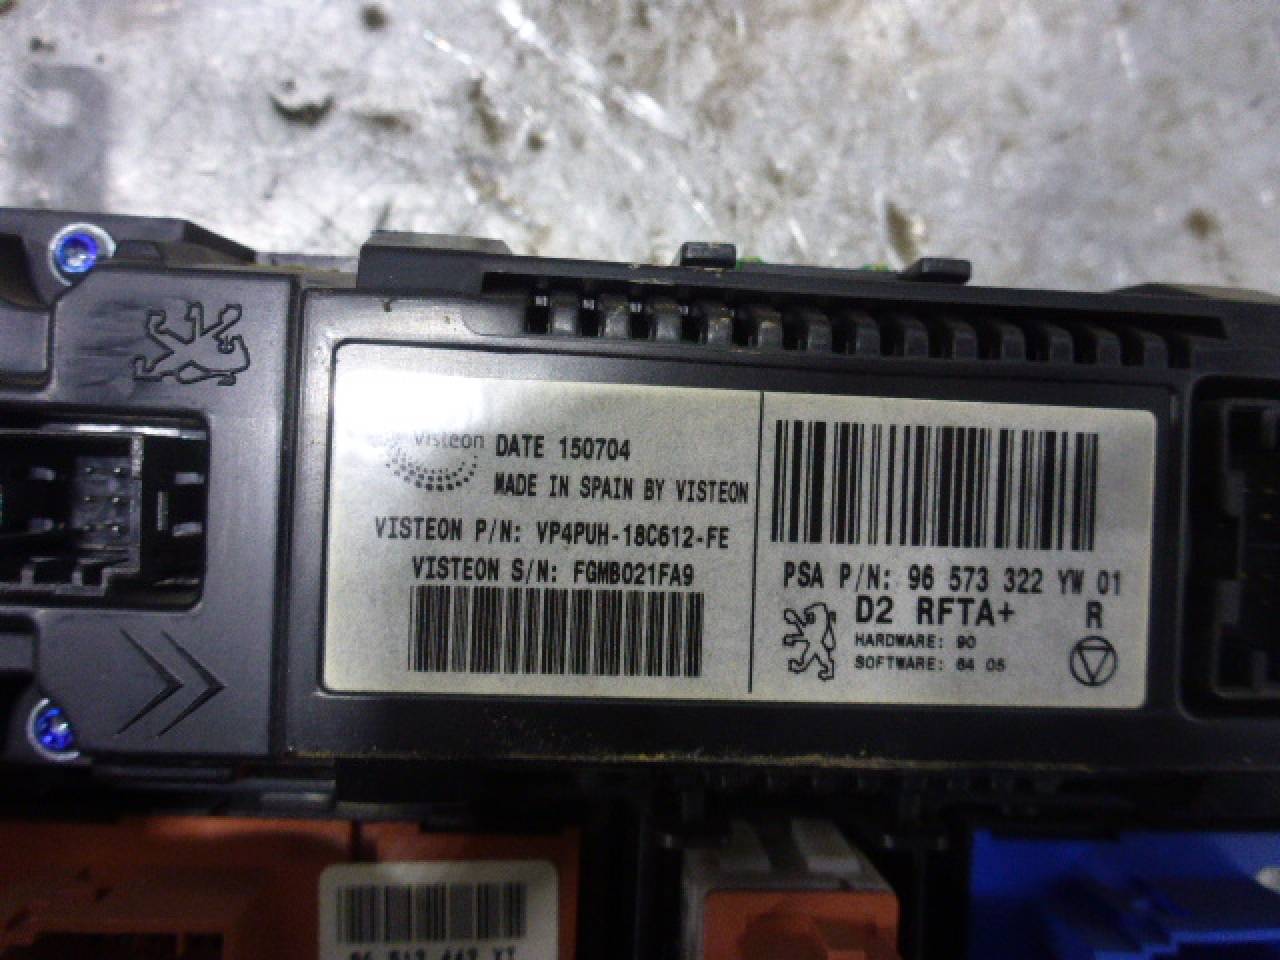 Visteon
DATE 150704
MADE IN SPAIN BY VISTEON
VISTEON P/N: VP4PUH-18C612-FE
VISTEON S/N: FGMB021FA9
PSA P/N: 96 573 322 YW 01
D2 RFTA+ R
HARDWARE: 90
SOFTWARE: 64 05